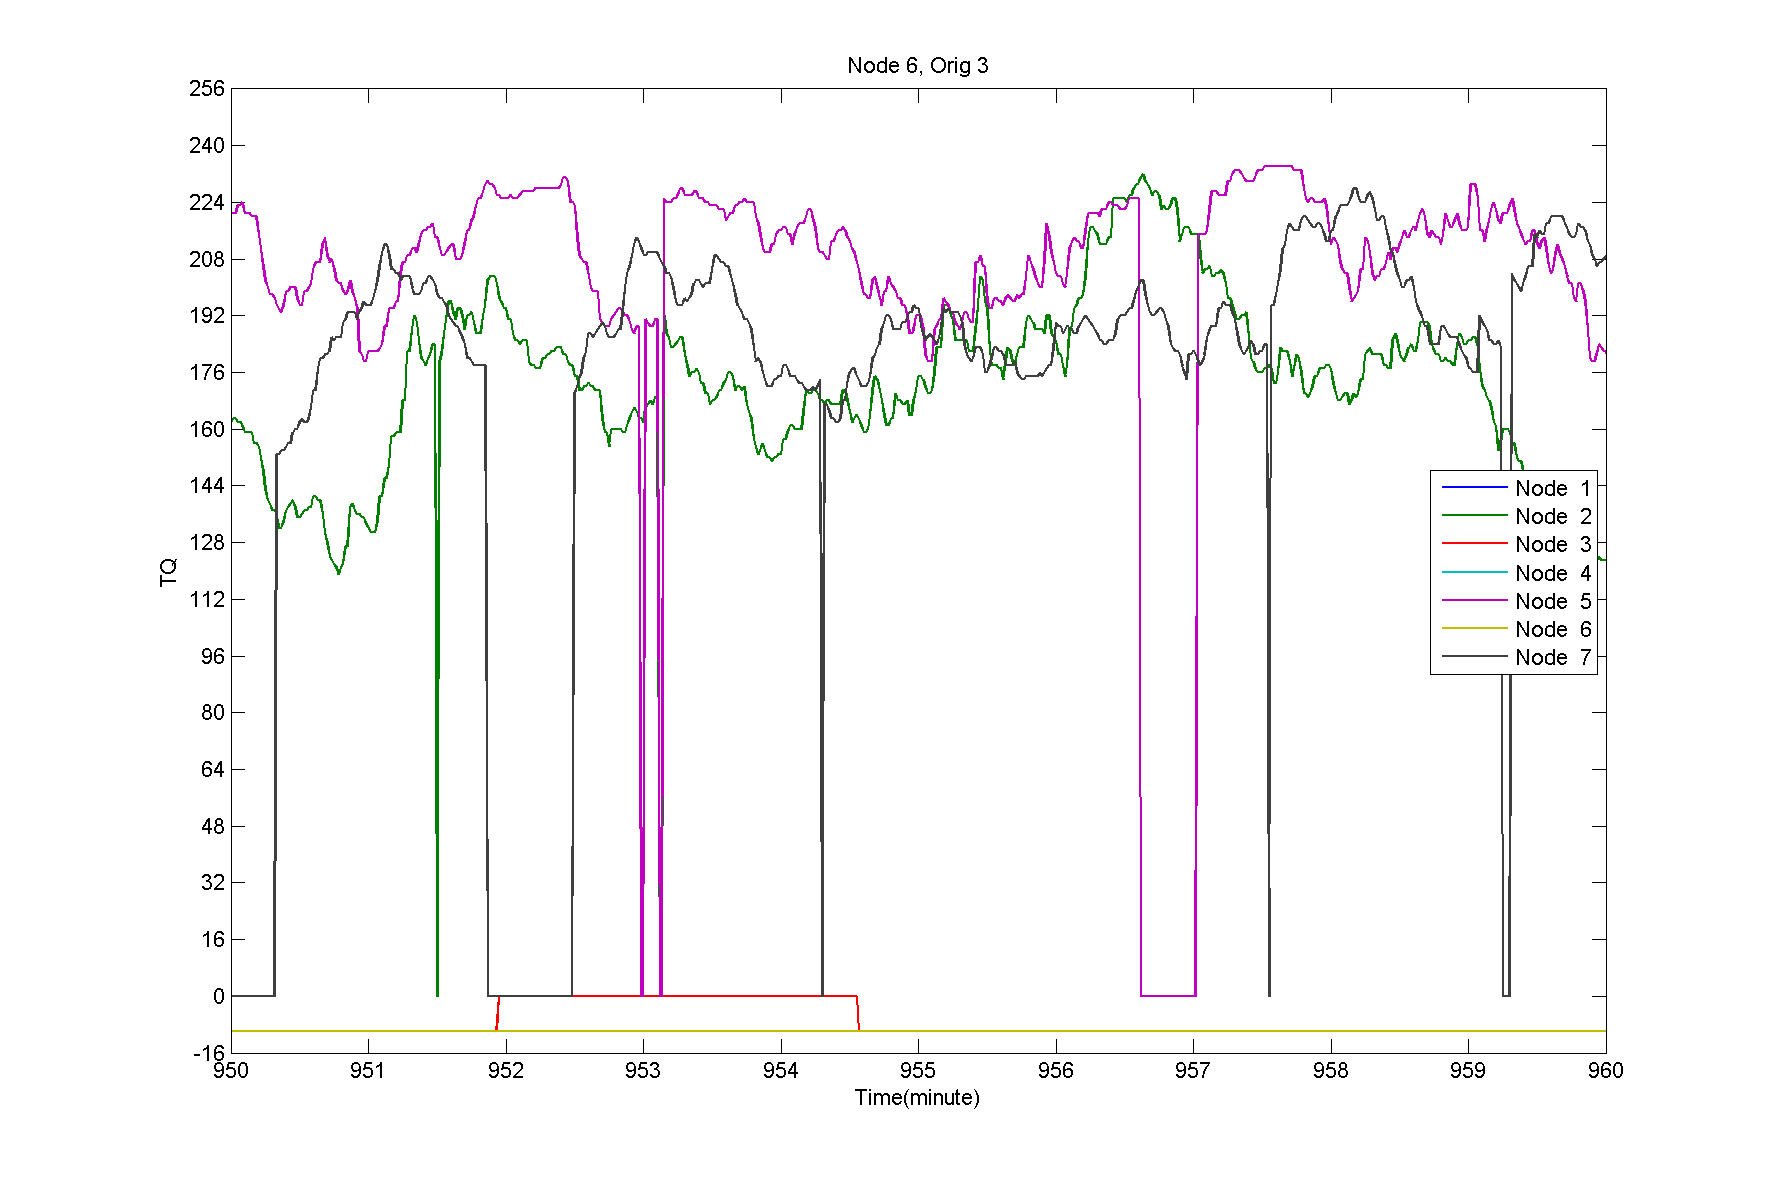 Node 6, Orig 3
256
240
224
208
192
176
160
144
128
112
96
80
64
48
32
16
0
-16
TQ
Node 1
Node 2
Node 3
Node 4
Node 5
Node 6
Node 7
950 951 952 953 954 955 956 957 958 959 960
Time(minute)